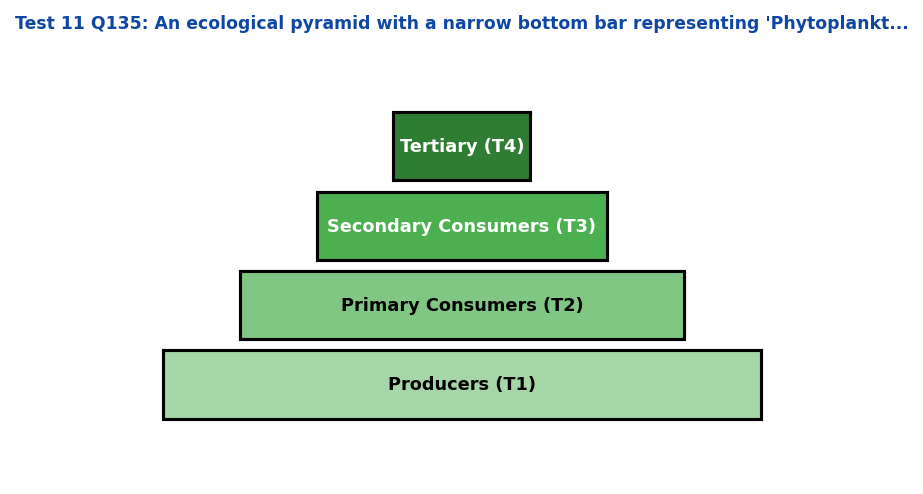 Test 11 Q135: An ecological pyramid with a narrow bottom bar representing 'Phytoplankt...
Tertiary (T4)
Secondary Consumers (T3)
Primary Consumers (T2)
Producers (T1)